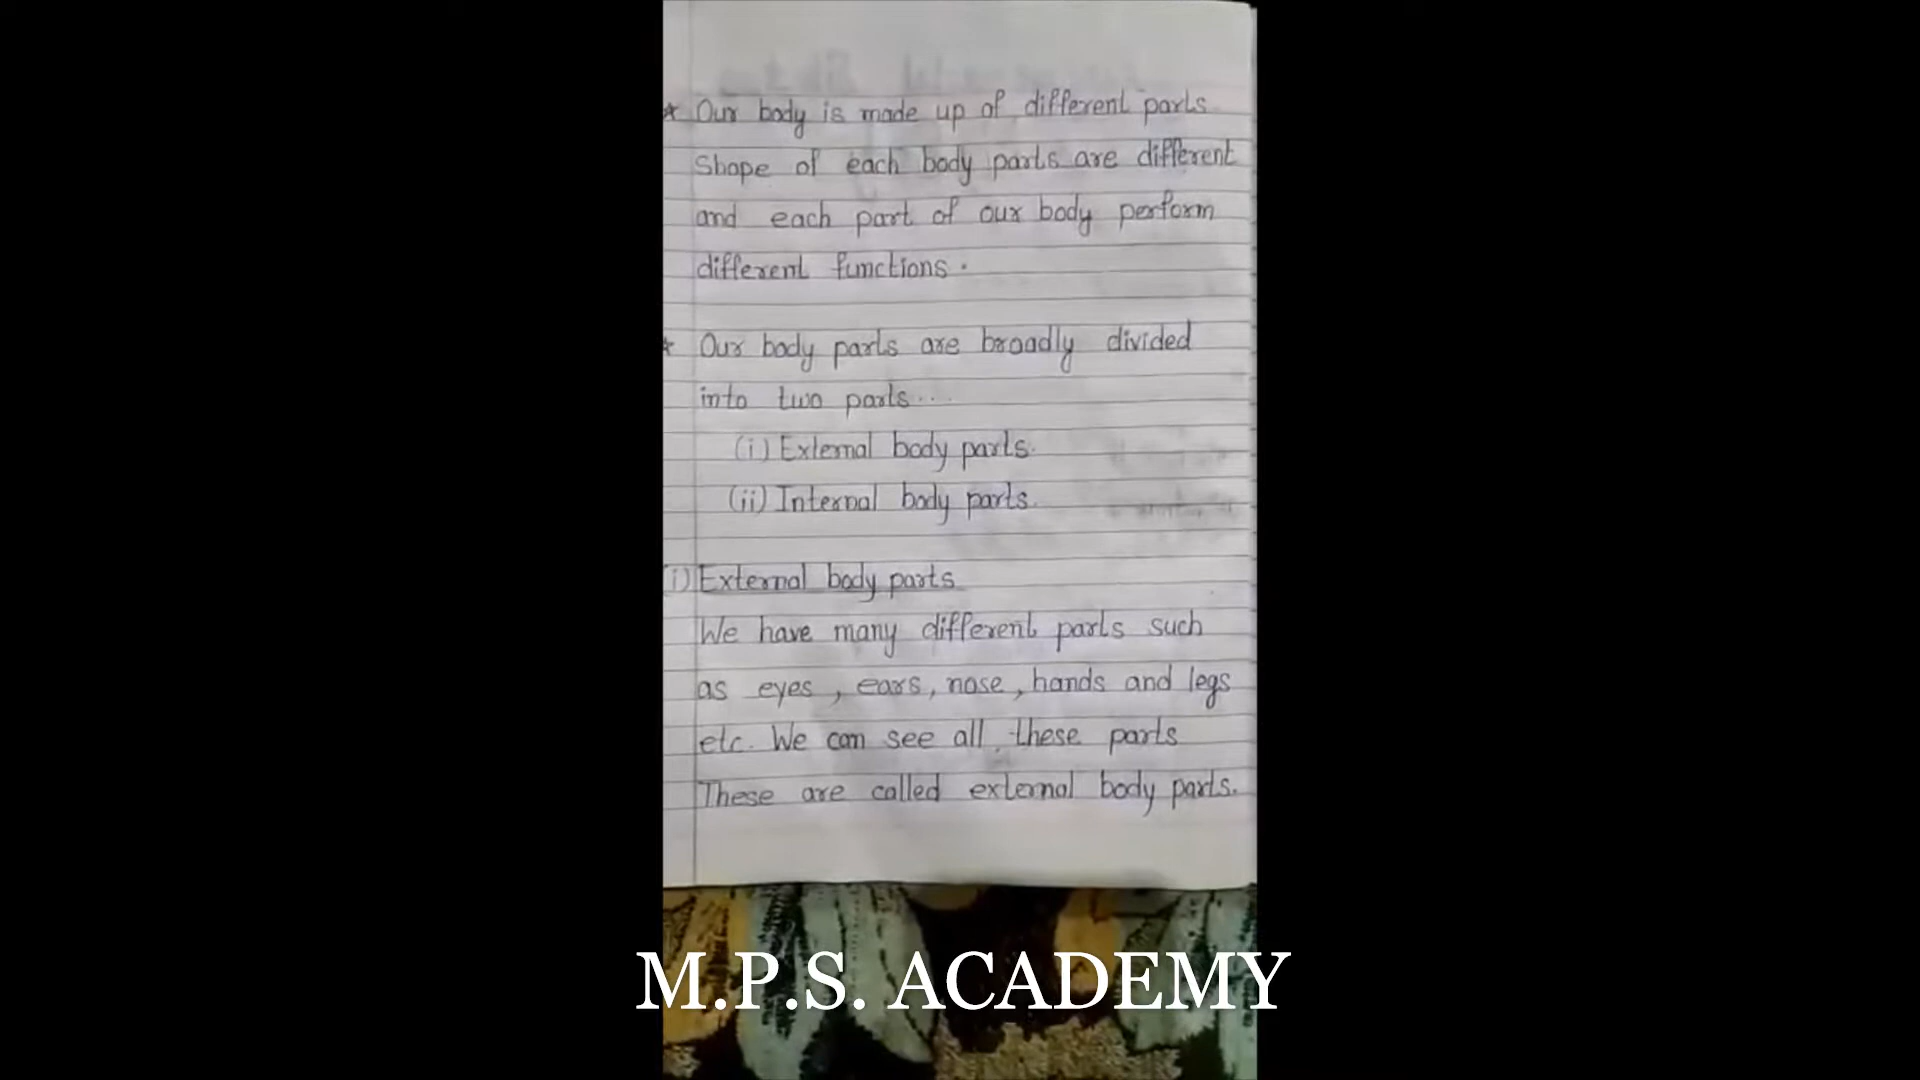 * Our body is made up of different parts
Shape of each body parts are different
and each part of our body perform
different functions.
* Our body parts are broadly divided
into two parts...
(i) External body parts.
(ii) Internal body parts.
i) External body parts
We have many different parts such
as eyes, ears, nose, hands and legs
etc. We can see all these parts
These are called external body parts.
M.P.S. ACADEMY